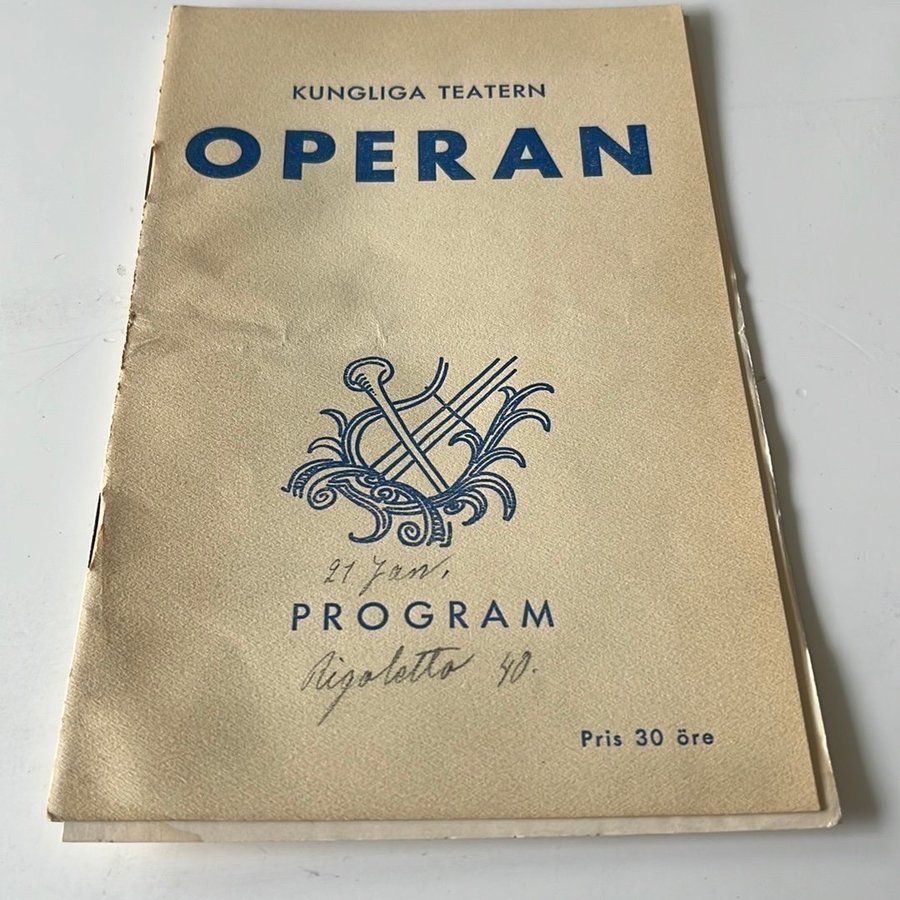 KUNGLIGA TEATERN
OPERAN
21 Jan.
PROGRAM
Rigoletto 40.
Pris 30 öre